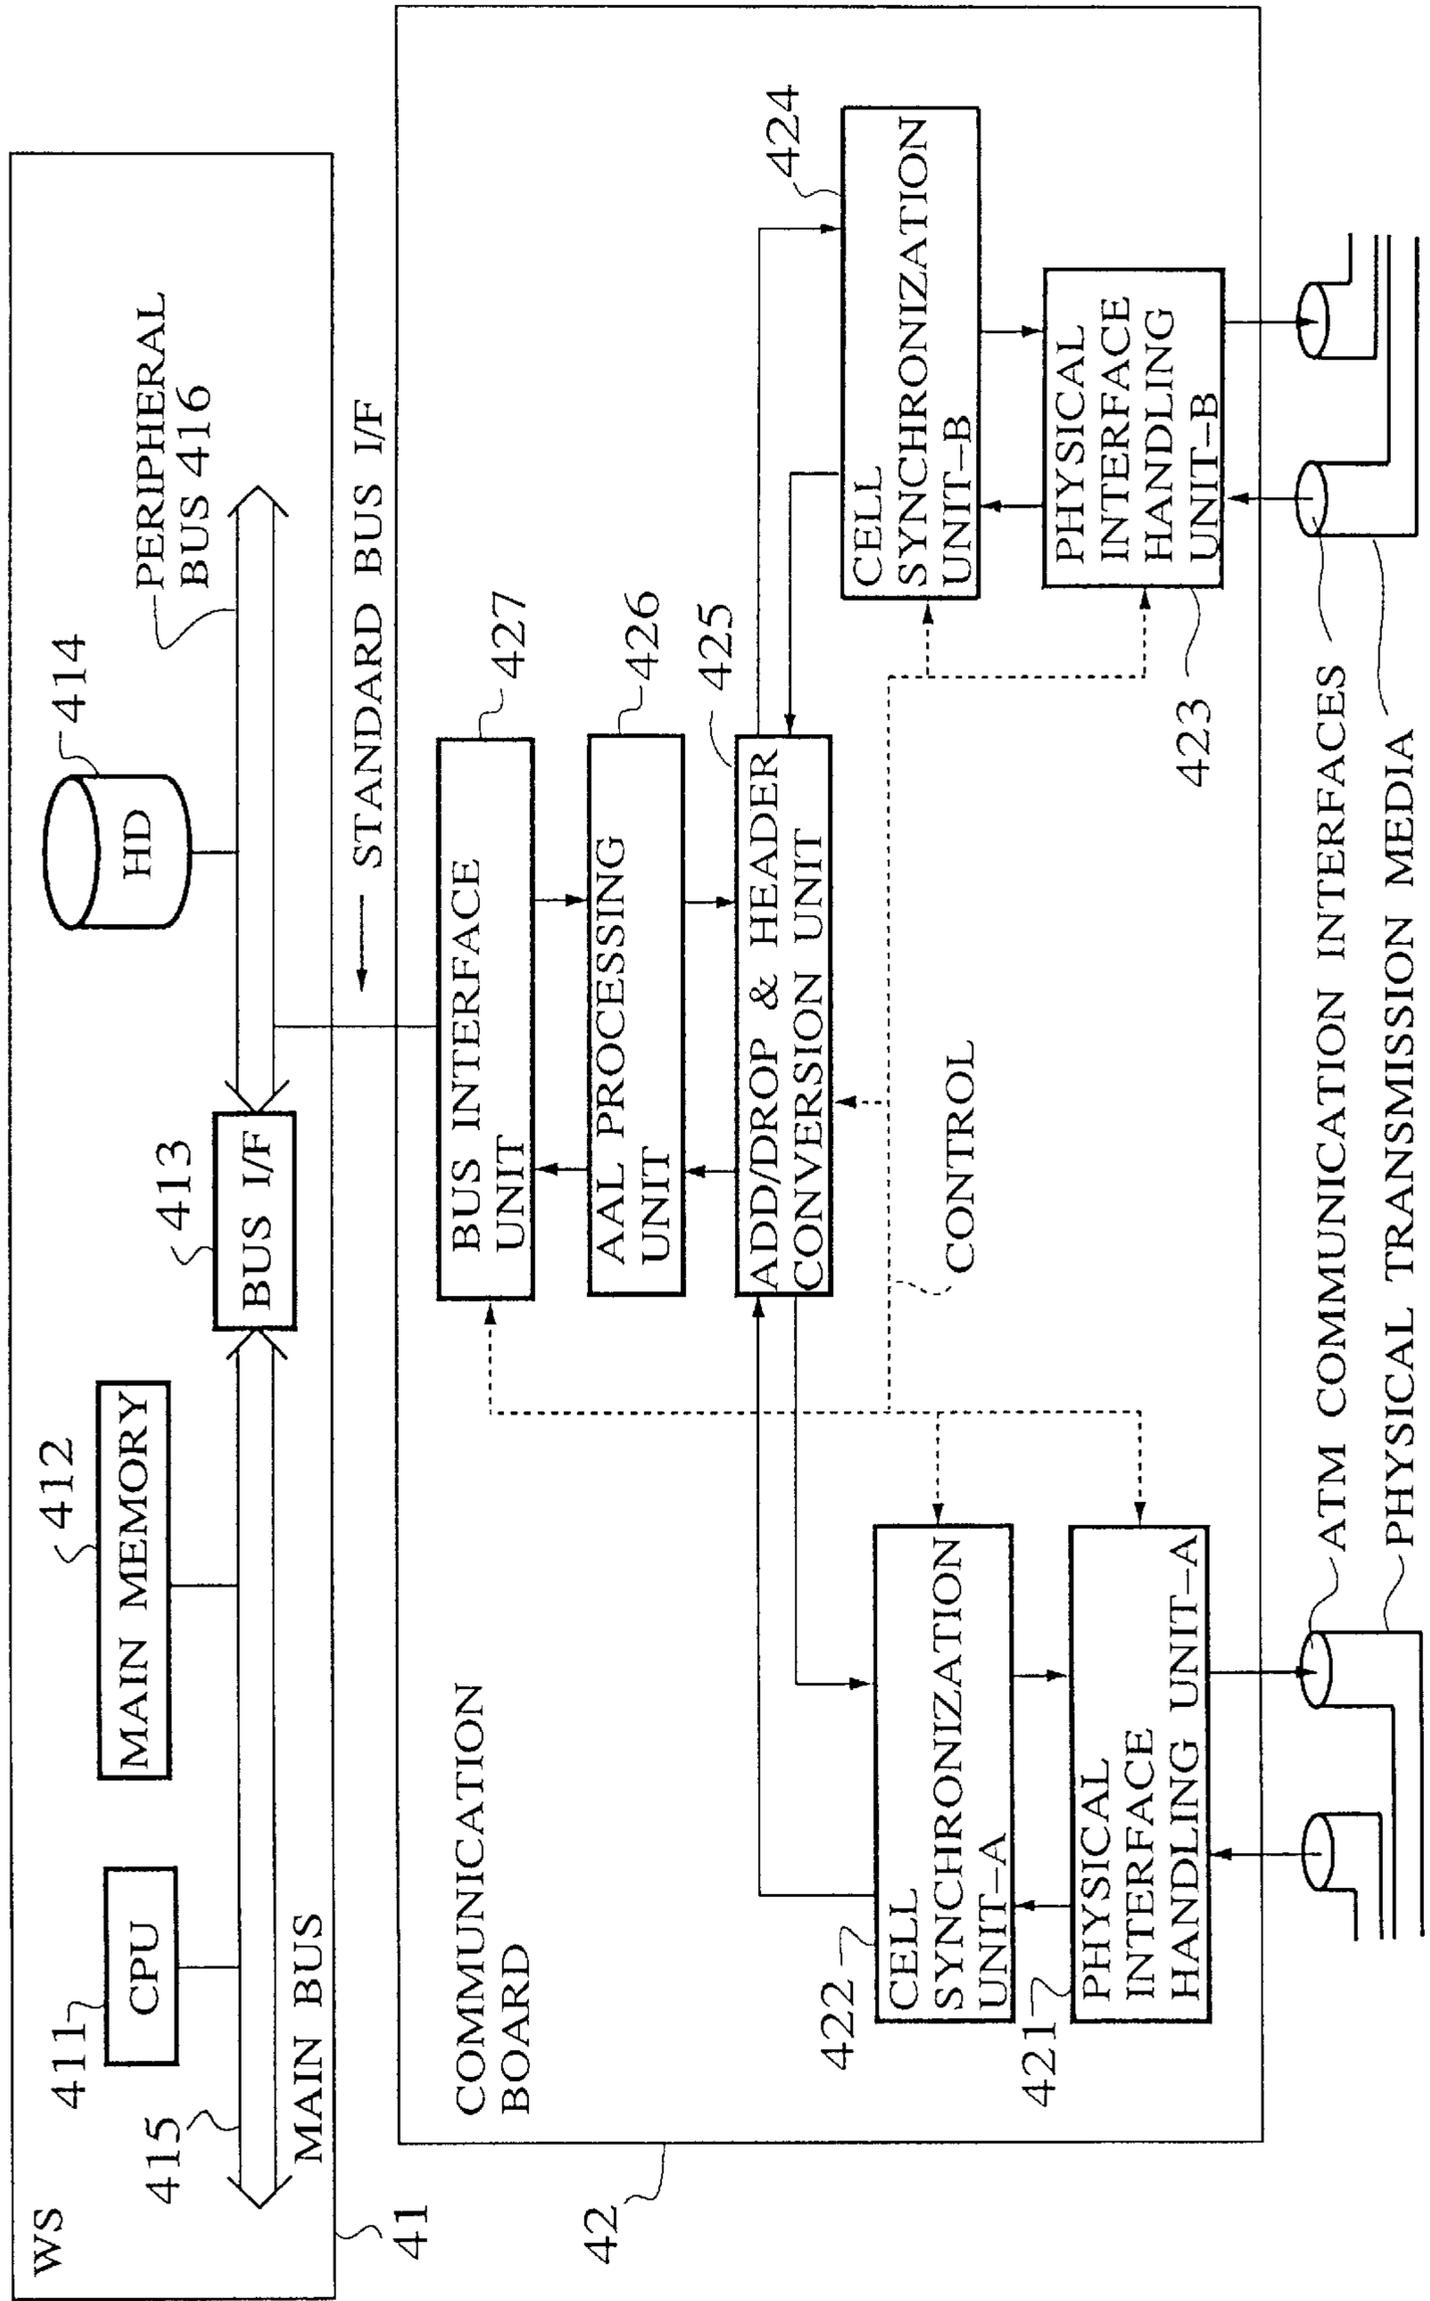 WS
41
415
MAIN BUS
411
CPU
412
MAIN MEMORY
413
BUS I/F
414
HD
PERIPHERAL
BUS 416
STANDARD BUS I/F
42
COMMUNICATION
BOARD
427
BUS INTERFACE
UNIT
426
AAL PROCESSING
UNIT
425
ADD/DROP & HEADER
CONVERSION UNIT
CONTROL
422
CELL
SYNCHRONIZATION
UNIT–A
421
PHYSICAL
INTERFACE
HANDLING UNIT–A
424
CELL
SYNCHRONIZATION
UNIT–B
423
PHYSICAL
INTERFACE
HANDLING
UNIT–B
ATM COMMUNICATION INTERFACES
PHYSICAL TRANSMISSION MEDIA